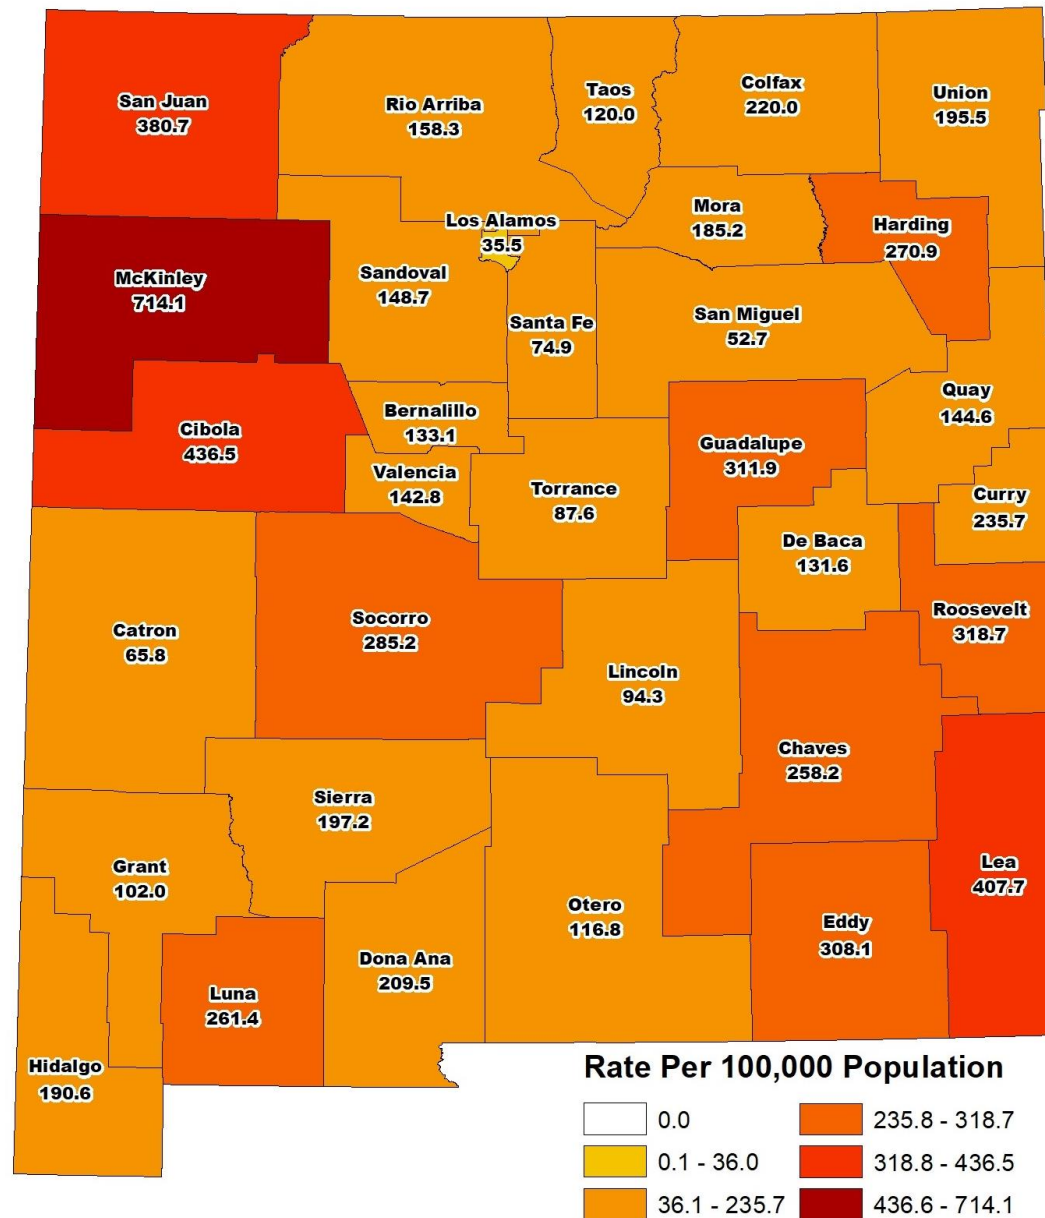 San Juan
380.7
Rio Arriba
158.3
Taos
120.0
Colfax
220.0
Union
195.5
Los Alamos
35.5
Mora
185.2
Harding
270.9
McKinley
714.1
Sandoval
148.7
Santa Fe
74.9
San Miguel
52.7
Cibola
436.5
Bernalillo
133.1
Valencia
142.8
Torrance
87.6
Guadalupe
311.9
Quay
144.6
Curry
235.7
De Baca
131.6
Roosevelt
318.7
Catron
65.8
Socorro
285.2
Lincoln
94.3
Chaves
258.2
Sierra
197.2
Grant
102.0
Lea
407.7
Otero
116.8
Eddy
308.1
Dona Ana
209.5
Luna
261.4
Hidalgo
190.6
Rate Per 100,000 Population
0.0
0.1 - 36.0
36.1 - 235.7
235.8 - 318.7
318.8 - 436.5
436.6 - 714.1